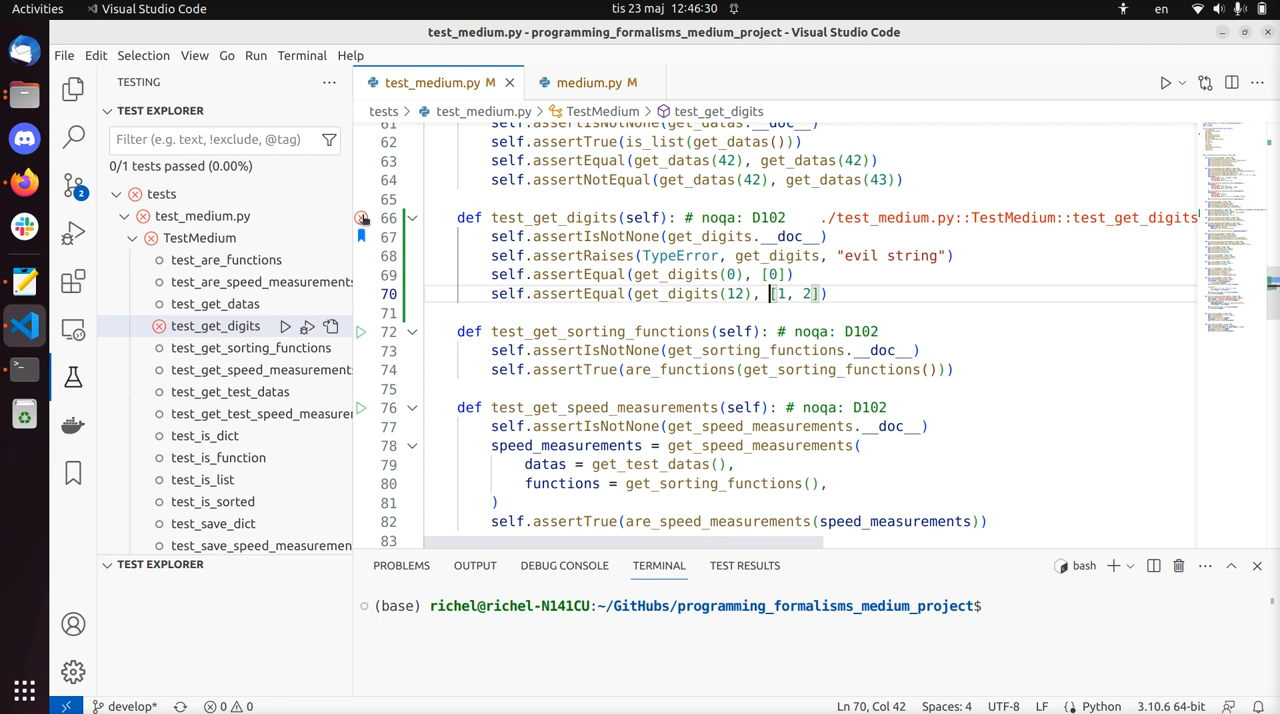 Activities Visual Studio Code tis 23 maj 12:46:30 en
test_medium.py - programming_formalisms_medium_project - Visual Studio Code
File Edit Selection View Go Run Terminal Help
TESTING
TEST EXPLORER
Filter (e.g. text, !exclude, @tag)
0/1 tests passed (0.00%)
tests
test_medium.py
TestMedium
test_are_functions
test_are_speed_measurements
test_get_datas
test_get_digits
test_get_sorting_functions
test_get_speed_measurement
test_get_test_datas
test_get_test_speed_measure
test_is_dict
test_is_function
test_is_list
test_is_sorted
test_save_dict
test_save_speed_measuremen
TEST EXPLORER
2
test_medium.py M medium.py M
tests > test_medium.py > TestMedium > test_get_digits
61 self.assertIsNotNone(get_datas.__doc__)
62 self.assertTrue(is_list(get_datas()))
63 self.assertEqual(get_datas(42), get_datas(42))
64 self.assertNotEqual(get_datas(42), get_datas(43))
65
66 def test_get_digits(self): # noqa: D102 ./test_medium.py::TestMedium::test_get_digits
67 self.assertIsNotNone(get_digits.__doc__)
68 self.assertRaises(TypeError, get_digits, "evil string")
69 self.assertEqual(get_digits(0), [0])
70 self.assertEqual(get_digits(12), [1, 2])
71
72 def test_get_sorting_functions(self): # noqa: D102
73 self.assertIsNotNone(get_sorting_functions.__doc__)
74 self.assertTrue(are_functions(get_sorting_functions()))
75
76 def test_get_speed_measurements(self): # noqa: D102
77 self.assertIsNotNone(get_speed_measurements.__doc__)
78 speed_measurements = get_speed_measurements(
79 datas = get_test_datas(),
80 functions = get_sorting_functions(),
81 )
82 self.assertTrue(are_speed_measurements(speed_measurements))
83
PROBLEMS OUTPUT DEBUG CONSOLE TERMINAL TEST RESULTS bash
(base) richel@richel-N141CU:~/GitHubs/programming_formalisms_medium_project$
develop* 0 0 Ln 70, Col 42 Spaces: 4 UTF-8 LF Python 3.10.6 64-bit